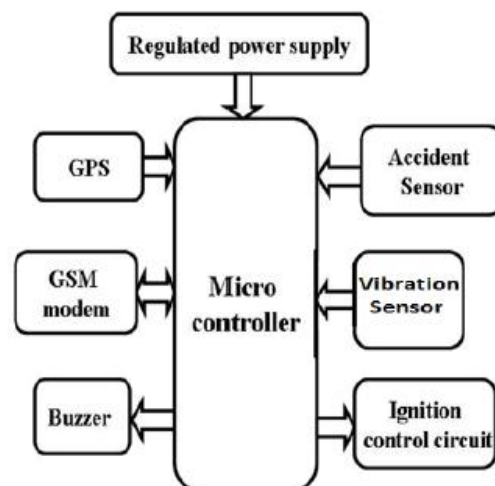 Regulated power supply
GPS
Accident
Sensor
GSM
modem
Micro
controller
Vibration
Sensor
Buzzer
Ignition
control circuit